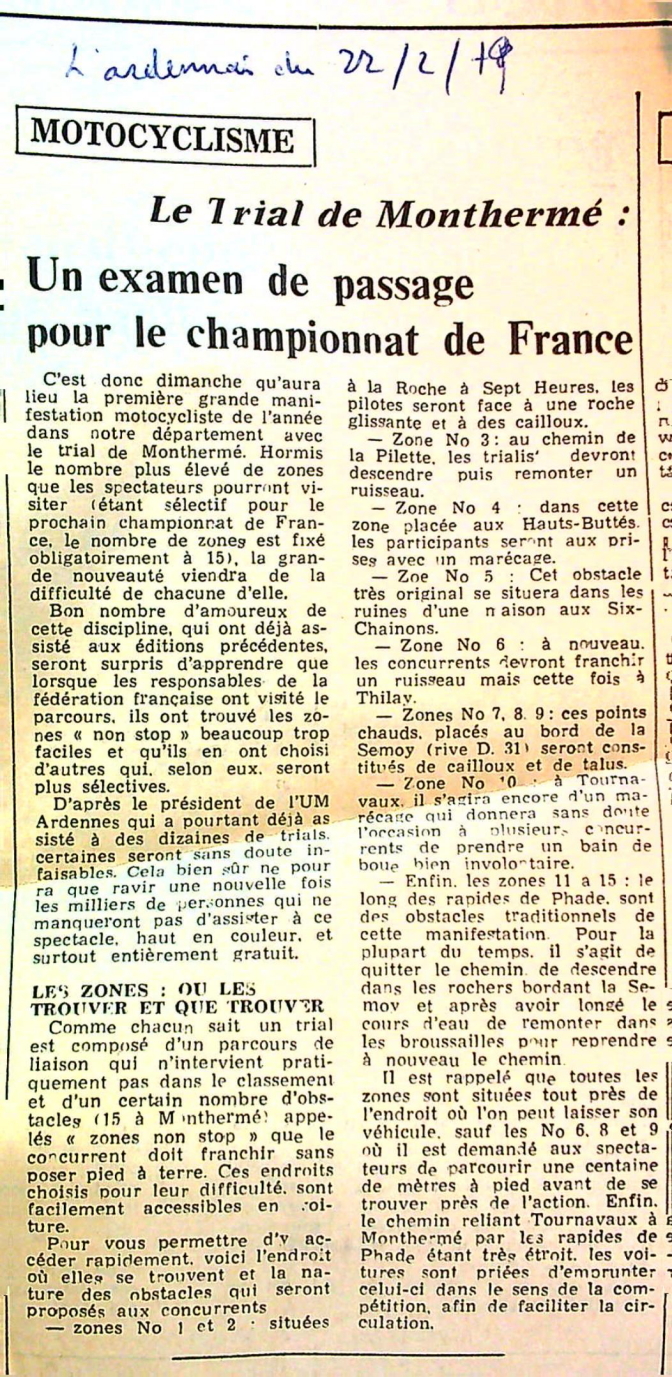 L'ardennais du 22/2/79
MOTOCYCLISME
Le Trial de Monthermé :
Un examen de passage
pour le championnat de France
C'est donc dimanche qu'aura
lieu la première grande mani-
festation motocycliste de l'année
dans notre département avec
le trial de Monthermé. Hormis
le nombre plus élevé de zones
que les spectateurs pourront vi-
siter (étant sélectif pour le
prochain championnat de Fran-
ce, le nombre de zones est fixé
obligatoirement à 15), la gran-
de nouveauté viendra de la
difficulté de chacune d'elle.
Bon nombre d'amoureux de
cette discipline, qui ont déjà as-
sisté aux éditions précédentes,
seront surpris d'apprendre que
lorsque les responsables de la
fédération française ont visité le
parcours, ils ont trouvé les zo-
nes « non stop » beaucoup trop
faciles et qu'ils en ont choisi
d'autres qui, selon eux, seront
plus sélectives.
D'après le président de l'UM
Ardennes qui a pourtant déjà as
sisté à des dizaines de trials,
certaines seront sans doute in-
faisables. Cela bien sûr ne pour
ra que ravir une nouvelle fois
les milliers de personnes qui ne
manqueront pas d'assister à ce
spectacle, haut en couleur, et
surtout entièrement gratuit.
LES ZONES : OU LES
TROUVER ET QUE TROUVER
Comme chacun sait un trial
est composé d'un parcours de
liaison qui n'intervient prati-
quement pas dans le classement
et d'un certain nombre d'obs-
tacles (15 à Monthermé) appe-
lés « zones non stop » que le
concurrent doit franchir sans
poser pied à terre. Ces endroits
choisis pour leur difficulté, sont
facilement accessibles en voi-
ture.
Pour vous permettre d'y ac-
céder rapidement, voici l'endroit
où elles se trouvent et la na-
ture des obstacles qui seront
proposés aux concurrents
— zones No 1 et 2 : situées
à la Roche à Sept Heures, les
pilotes seront face à une roche
glissante et à des cailloux.
— Zone No 3 : au chemin de
la Pilette, les trialis' devront
descendre puis remonter un
ruisseau.
— Zone No 4 : dans cette
zone placée aux Hauts-Buttés,
les participants seront aux pri-
ses avec un marécage.
— Zoe No 5 : Cet obstacle
très original se situera dans les
ruines d'une maison aux Six-
Chainons.
— Zone No 6 : à nouveau,
les concurrents devront franchir
un ruisseau mais cette fois à
Thilay.
— Zones No 7, 8, 9 : ces points
chauds, placés au bord de la
Semoy (rive D. 31) seront cons-
titués de cailloux et de talus.
— Zone No 10 : à Tourna-
vaux, il s'agira encore d'un ma-
récage qui donnera sans doute
l'occasion à plusieurs concur-
rents de prendre un bain de
boue bien involontaire.
— Enfin, les zones 11 a 15 : le
long des rapides de Phade, sont
des obstacles traditionnels de
cette manifestation. Pour la
plupart du temps, il s'agit de
quitter le chemin, de descendre
dans les rochers bordant la Se-
moy et après avoir longé le
cours d'eau de remonter dans
les broussailles pour reprendre
à nouveau le chemin.
Il est rappelé que toutes les
zones sont situées tout près de
l'endroit où l'on peut laisser son
véhicule, sauf les No 6, 8 et 9
où il est demandé aux specta-
teurs de parcourir une centaine
de mètres à pied avant de se
trouver près de l'action. Enfin,
le chemin reliant Tournavaux à
Monthermé par les rapides de
Phade étant très étroit, les voi-
tures sont priées d'emprunter
celui-ci dans le sens de la com-
pétition, afin de faciliter la cir-
culation.